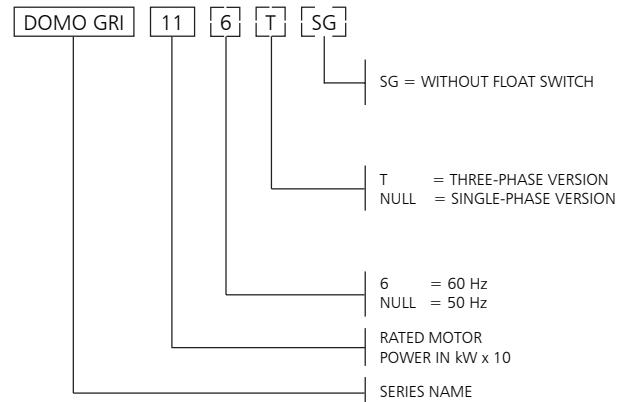 DOMO GRI 11 6 T SG
SG = WITHOUT FLOAT SWITCH
T = THREE-PHASE VERSION
NULL = SINGLE-PHASE VERSION
6 = 60 Hz
NULL = 50 Hz
RATED MOTOR
POWER IN kW x 10
SERIES NAME